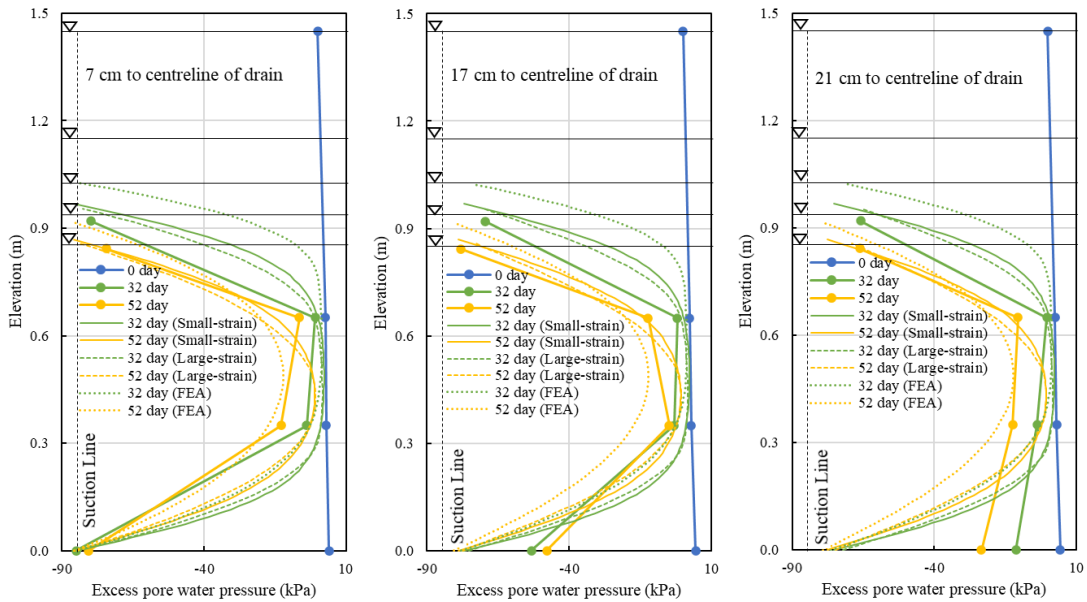 1.5
1.2
0.9
0.6
0.3
0.0
Elevation (m)
7 cm to centreline of drain
0 day
32 day
52 day
32 day (Small-strain)
52 day (Small-strain)
32 day (Large-strain)
52 day (Large-strain)
32 day (FEA)
52 day (FEA)
Suction Line
-90
-40
10
Excess pore water pressure (kPa)
1.5
1.2
0.9
0.6
0.3
0.0
Elevation (m)
17 cm to centreline of drain
0 day
32 day
52 day
32 day (Small-strain)
52 day (Small-strain)
32 day (Large-strain)
52 day (Large-strain)
32 day (FEA)
52 day (FEA)
Suction Line
-90
-40
10
Excess pore water pressure (kPa)
1.5
1.2
0.9
0.6
0.3
0.0
Elevation (m)
21 cm to centreline of drain
0 day
32 day
52 day
32 day (Small-strain)
52 day (Small-strain)
32 day (Large-strain)
52 day (Large-strain)
32 day (FEA)
52 day (FEA)
Suction Line
-90
-40
10
Excess pore water pressure (kPa)